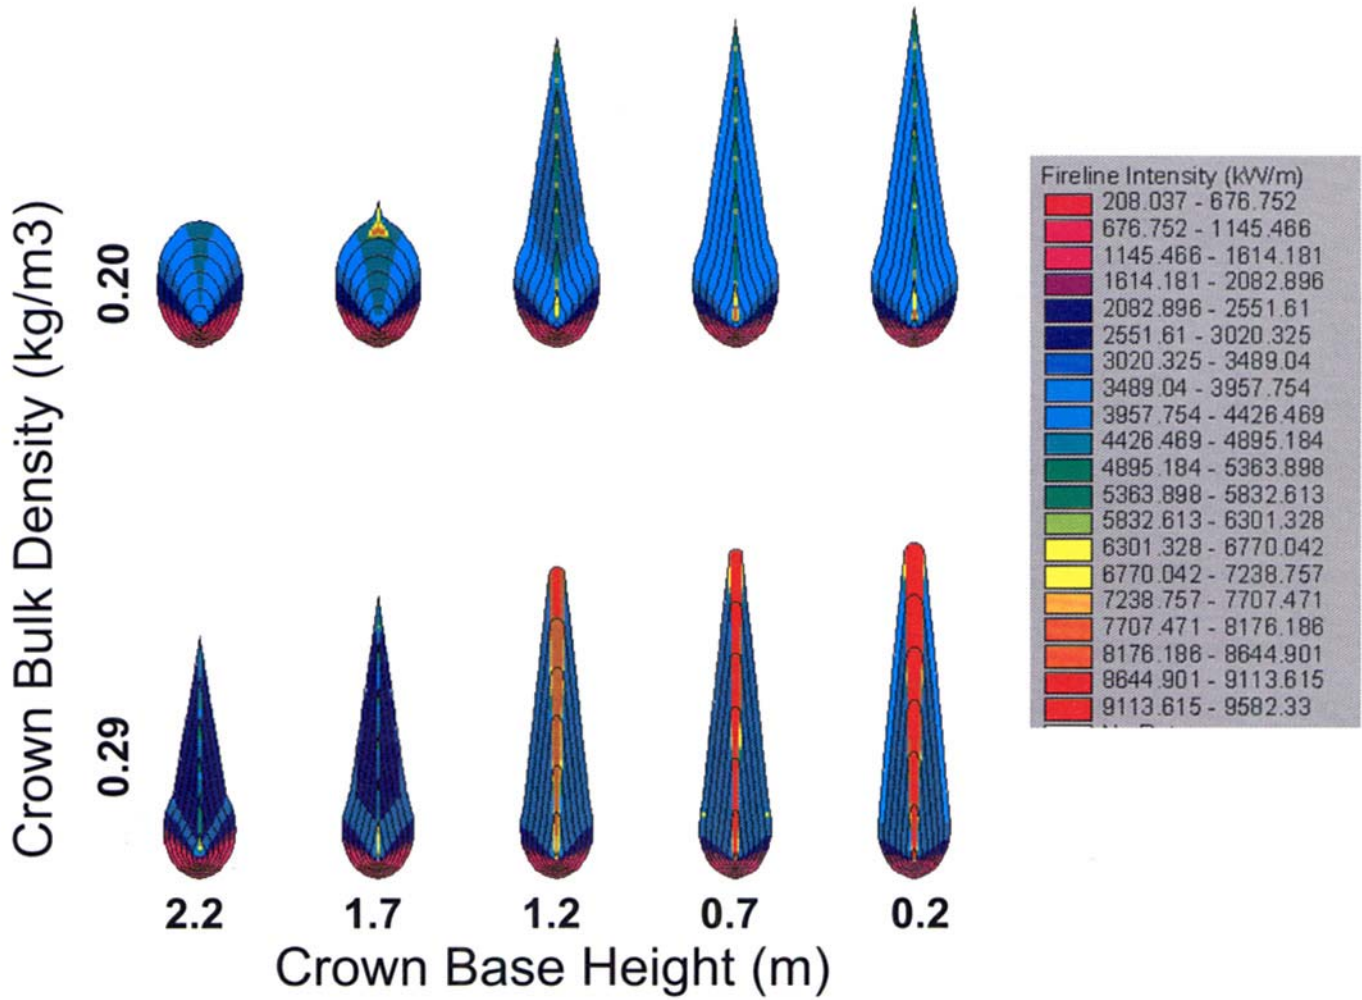 Crown Bulk Density (kg/m3)
0.20
0.29
Fireline Intensity (kW/m)
208.037 - 676.752
676.752 - 1145.466
1145.466 - 1614.181
1614.181 - 2082.896
2082.896 - 2551.61
2551.61 - 3020.325
3020.325 - 3489.04
3489.04 - 3957.754
3957.754 - 4426.469
4426.469 - 4895.184
4895.184 - 5363.898
5363.898 - 5832.613
5832.613 - 6301.328
6301.328 - 6770.042
6770.042 - 7238.757
7238.757 - 7707.471
7707.471 - 8176.186
8176.186 - 8644.901
8644.901 - 9113.615
9113.615 - 9582.33
2.2 1.7 1.2 0.7 0.2
Crown Base Height (m)